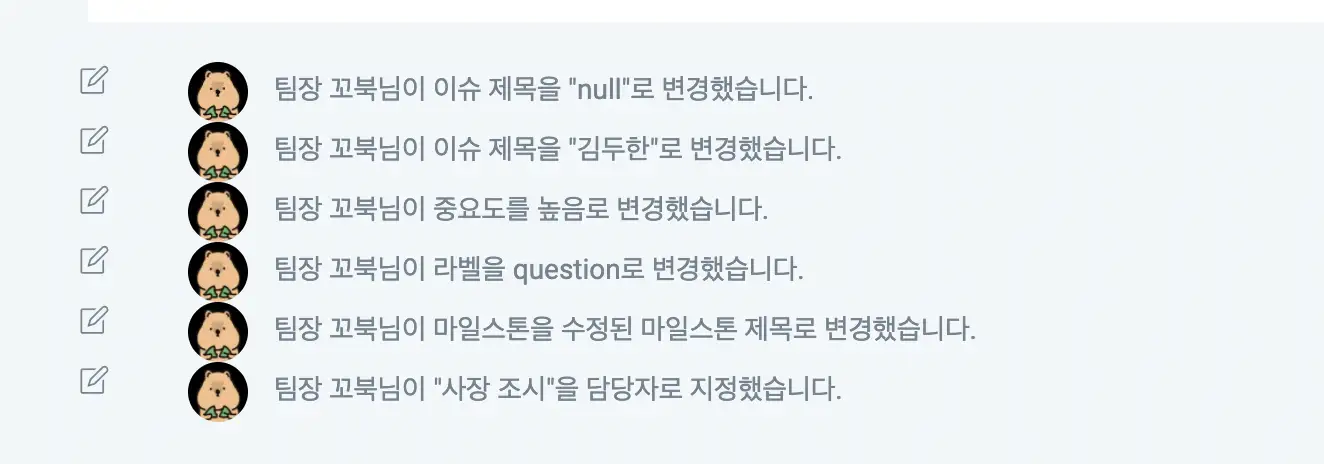 팀장 꼬북님이 이슈 제목을 "null"로 변경했습니다.
팀장 꼬북님이 이슈 제목을 "김두한"로 변경했습니다.
팀장 꼬북님이 중요도를 높음로 변경했습니다.
팀장 꼬북님이 라벨을 question로 변경했습니다.
팀장 꼬북님이 마일스톤을 수정된 마일스톤 제목로 변경했습니다.
팀장 꼬북님이 "사장 조시"을 담당자로 지정했습니다.